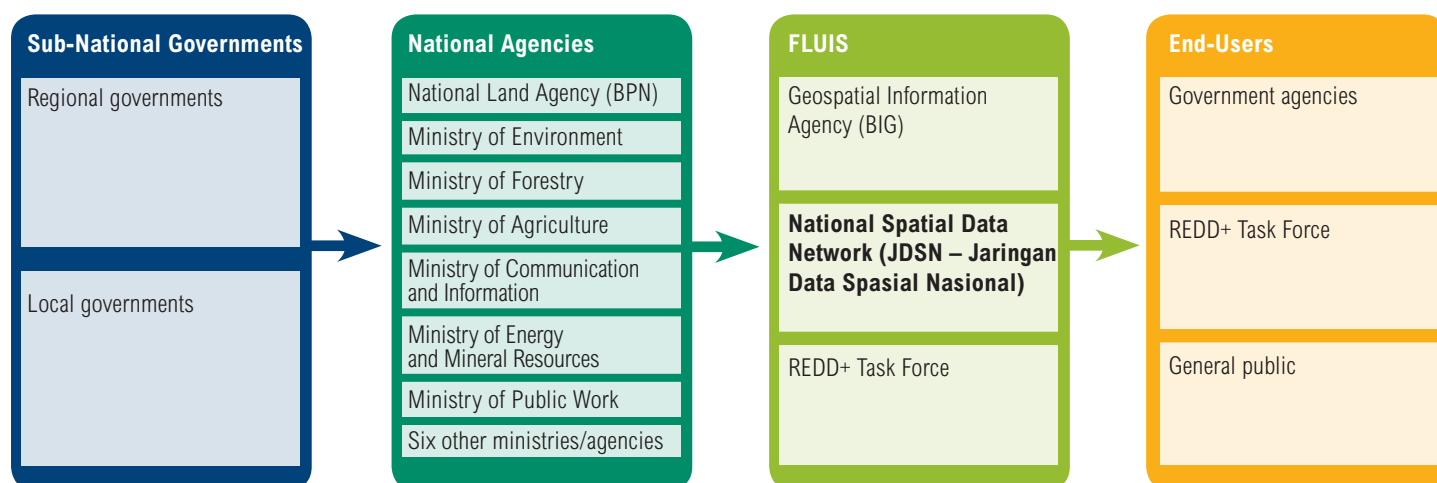 Sub-National Governments
Regional governments
Local governments
National Agencies
National Land Agency (BPN)
Ministry of Environment
Ministry of Forestry
Ministry of Agriculture
Ministry of Communication
and Information
Ministry of Energy
and Mineral Resources
Ministry of Public Work
Six other ministries/agencies
FLUIS
Geospatial Information
Agency (BIG)
National Spatial Data
Network (JDSN – Jaringan
Data Spasial Nasional)
REDD+ Task Force
End-Users
Government agencies
REDD+ Task Force
General public